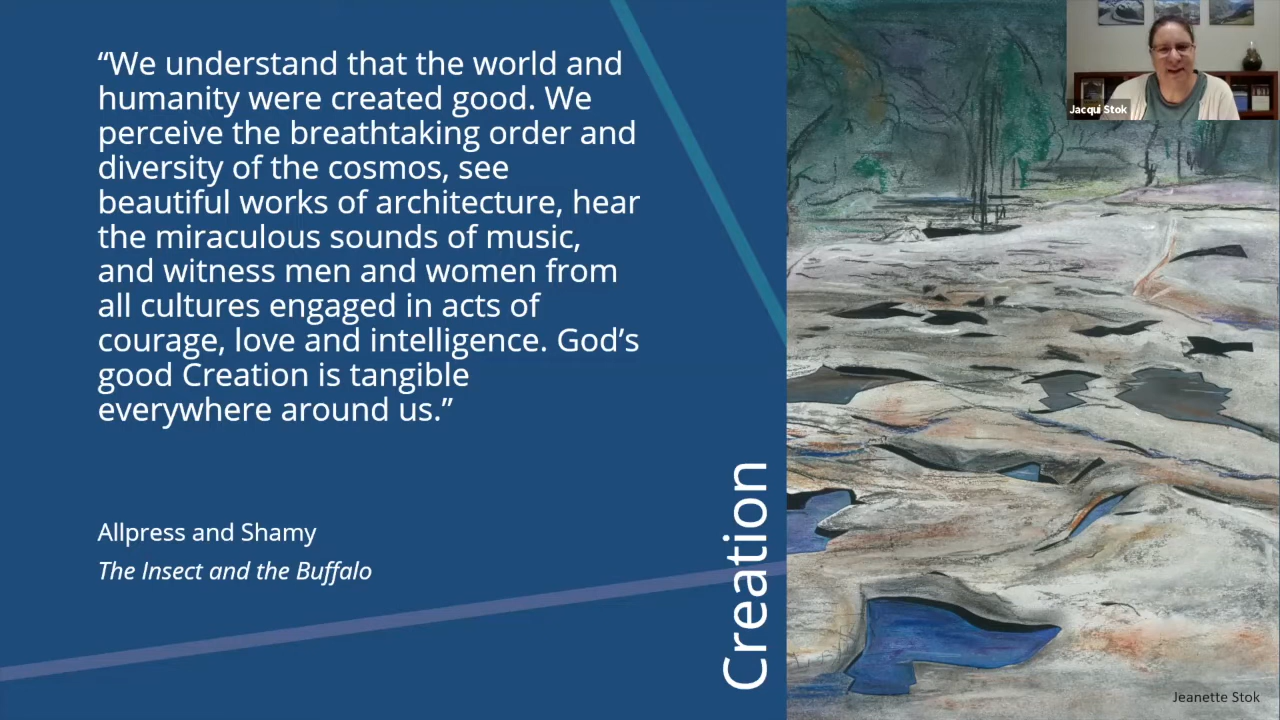 “We understand that the world and
humanity were created good. We
perceive the breathtaking order and
diversity of the cosmos, see
beautiful works of architecture, hear
the miraculous sounds of music,
and witness men and women from
all cultures engaged in acts of
courage, love and intelligence. God’s
good Creation is tangible
everywhere around us.”
Allpress and Shamy
The Insect and the Buffalo
Creation
Jacqui Stok
Jeanette Stok